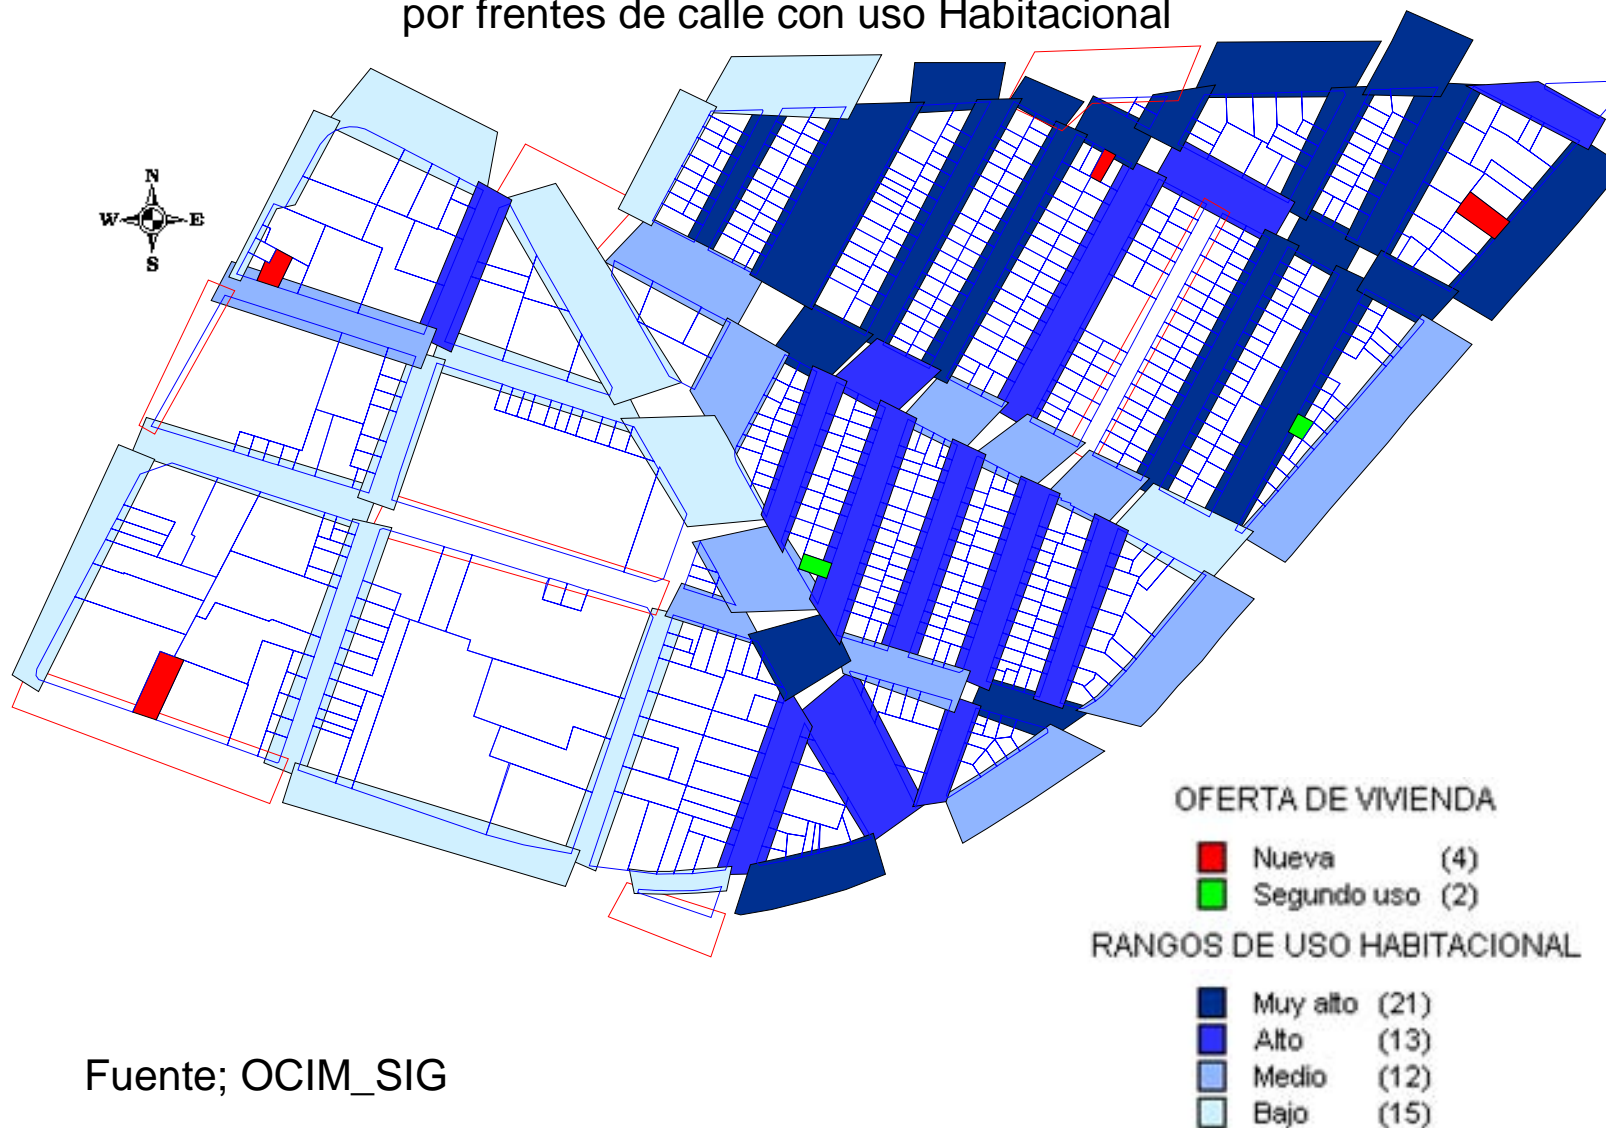 por frentes de calle con uso Habitacional
N
W E
S
OFERTA DE VIVIENDA
Nueva (4)
Segundo uso (2)
RANGOS DE USO HABITACIONAL
Muy alto (21)
Alto (13)
Medio (12)
Bajo (15)
Fuente; OCIM_SIG